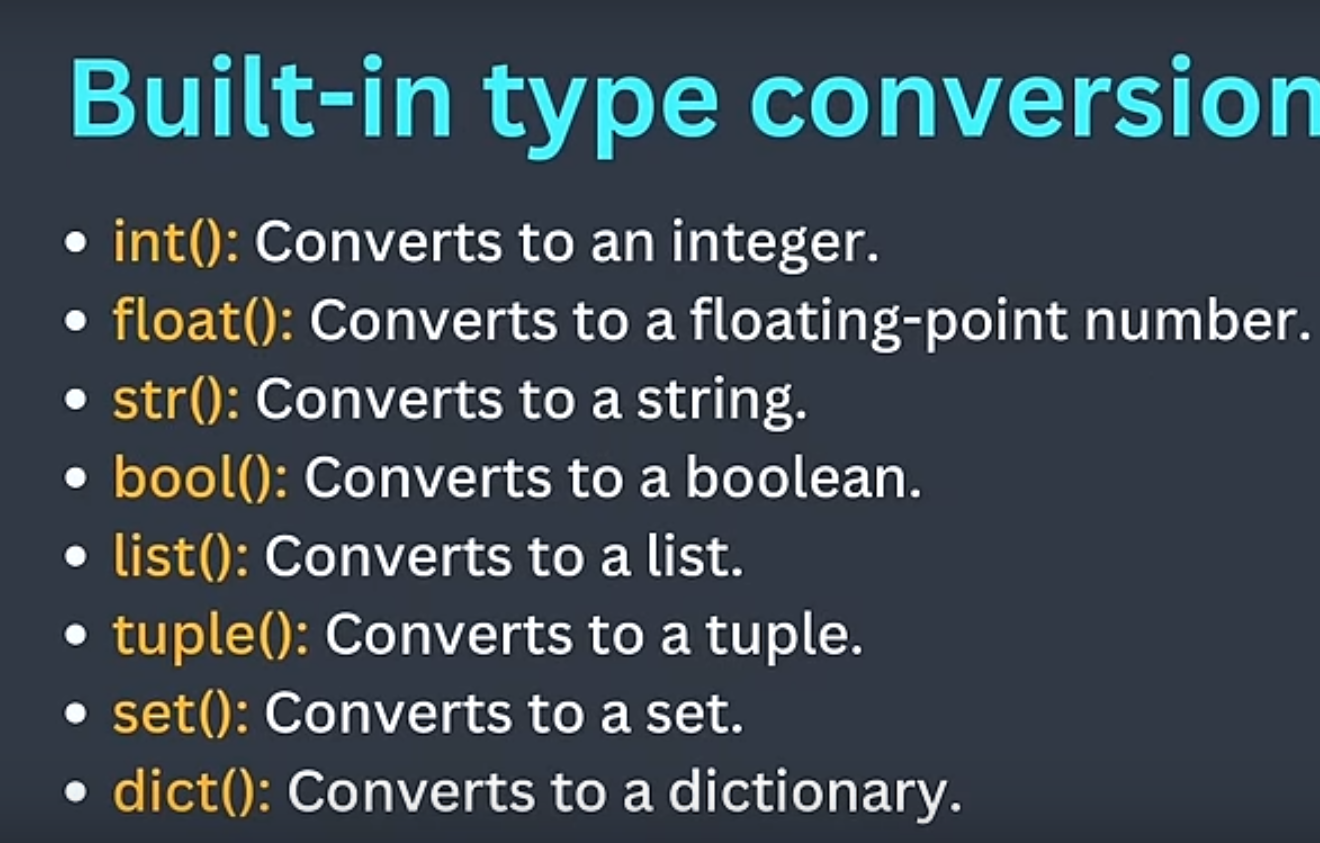 Built-in type conversion
• int(): Converts to an integer.
• float(): Converts to a floating-point number.
• str(): Converts to a string.
• bool(): Converts to a boolean.
• list(): Converts to a list.
• tuple(): Converts to a tuple.
• set(): Converts to a set.
• dict(): Converts to a dictionary.